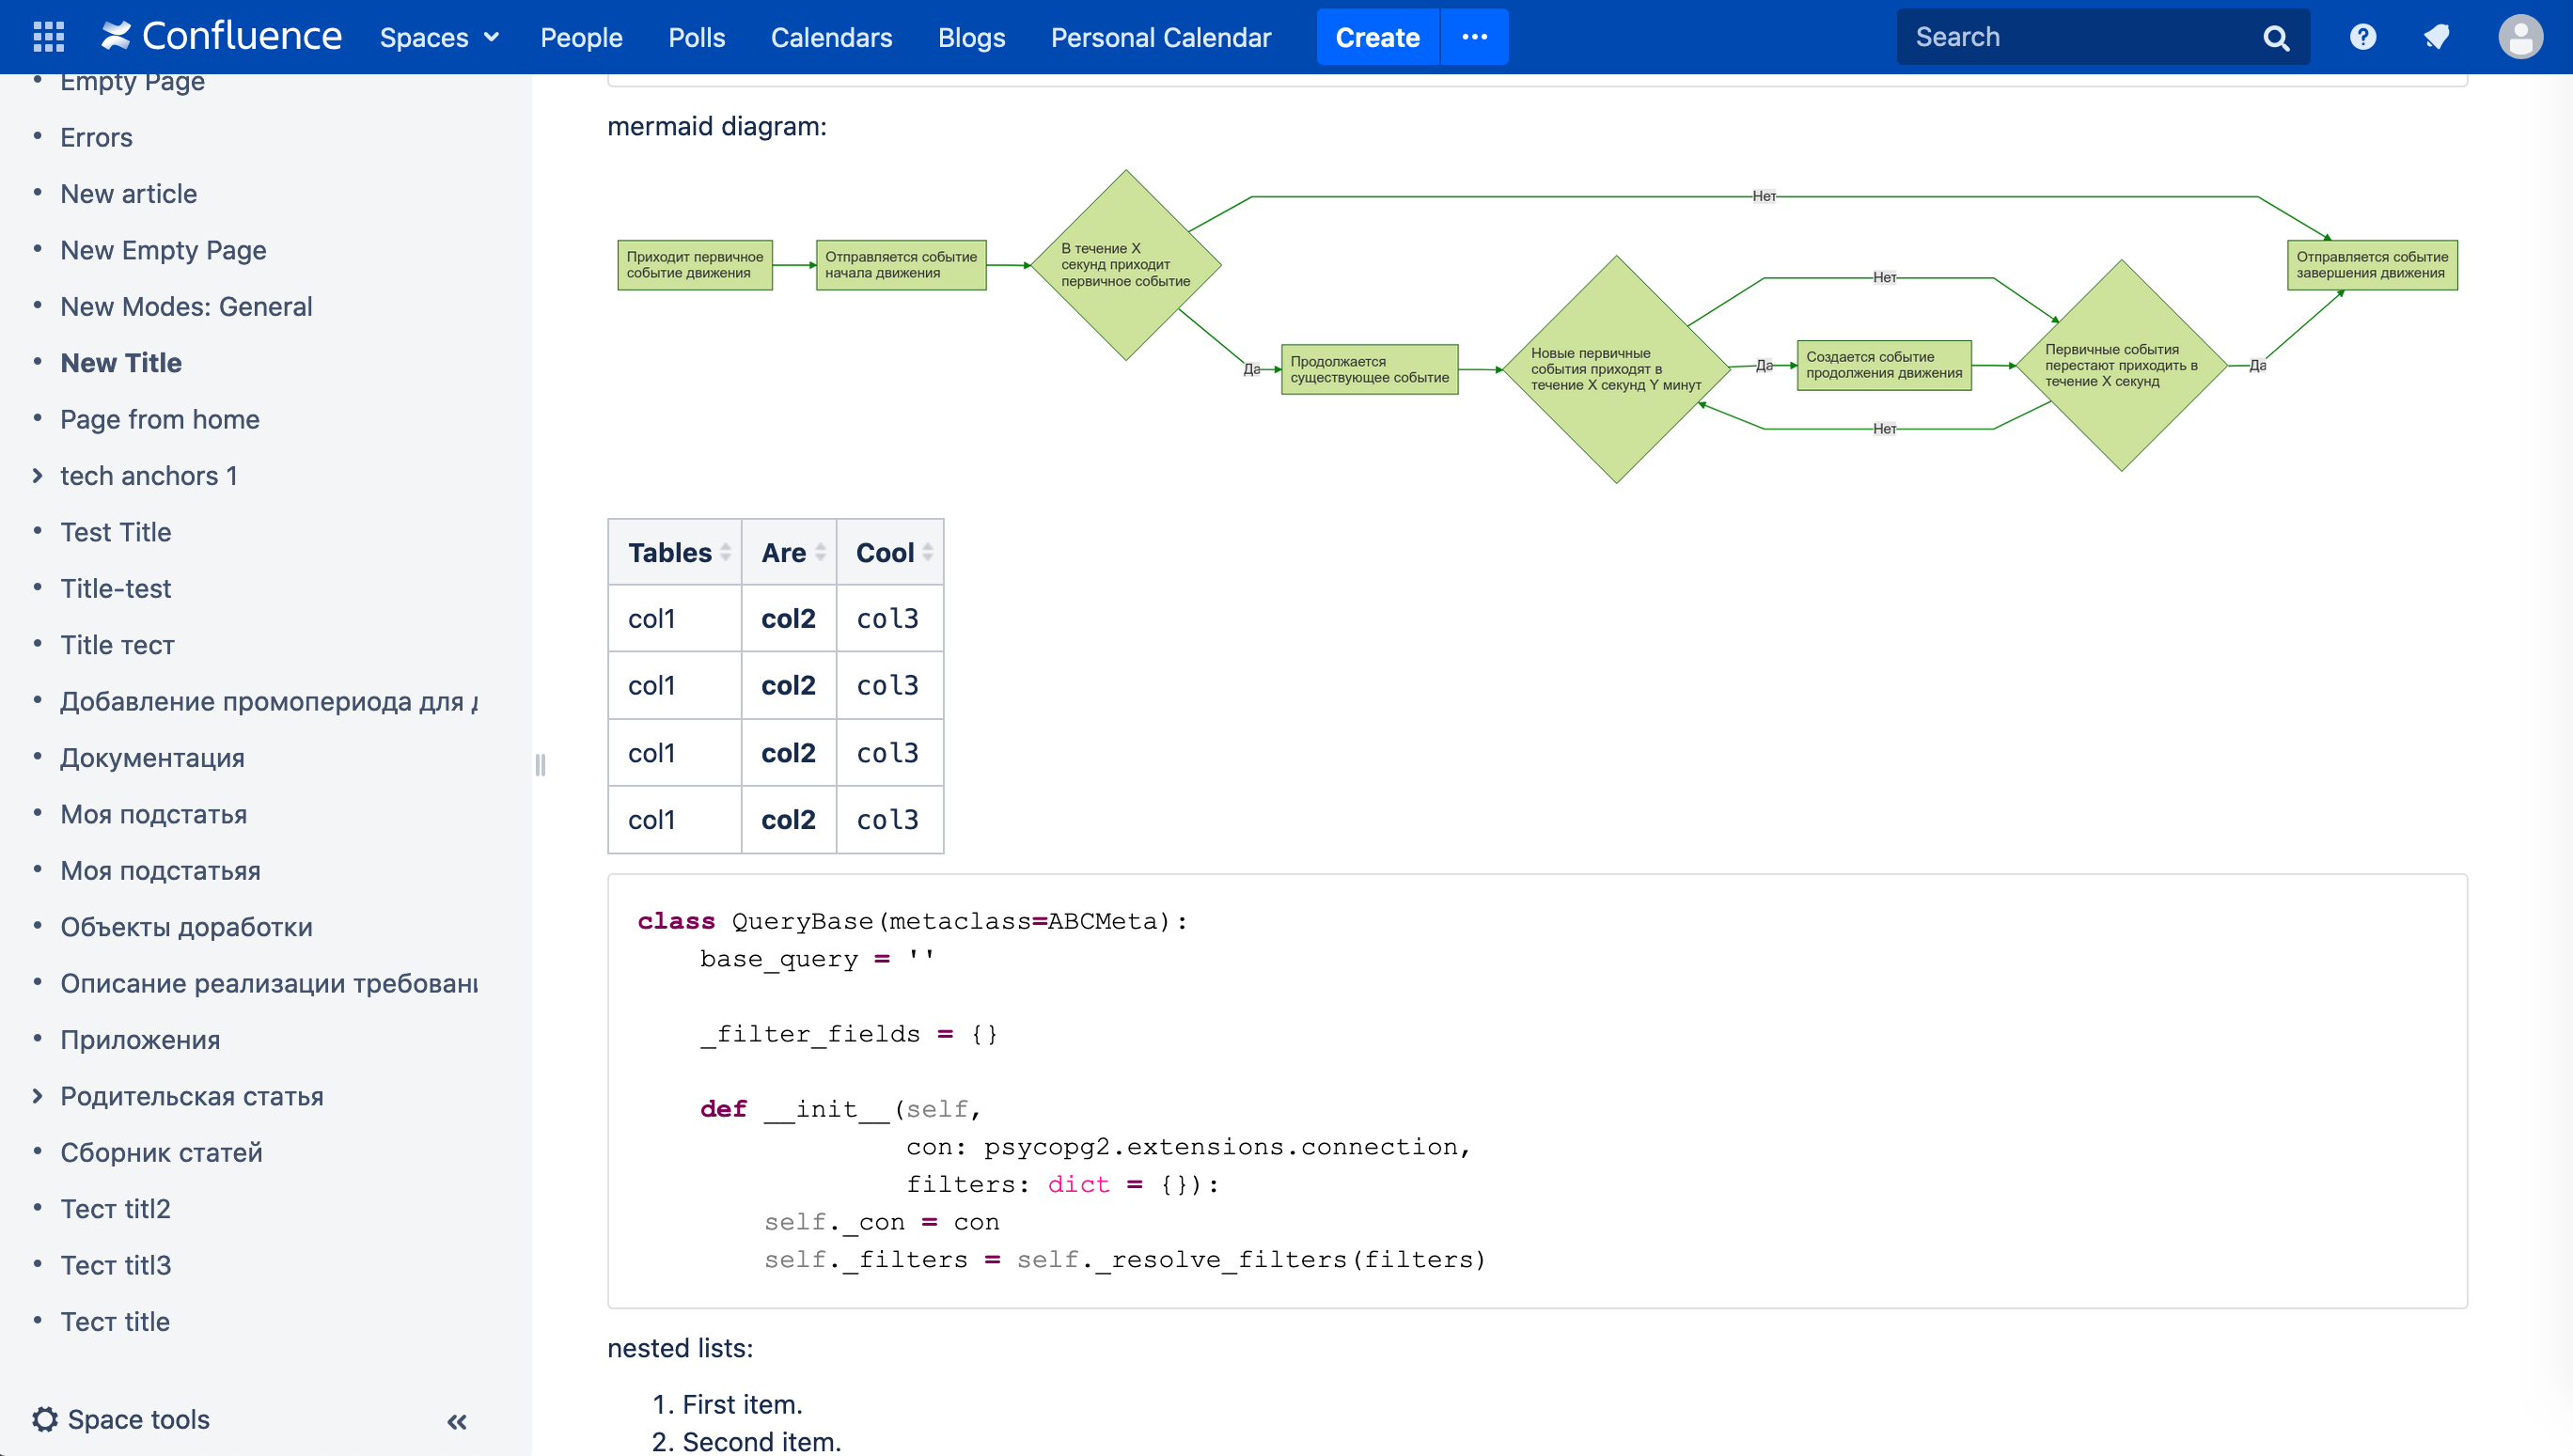 Confluence
Spaces
People
Polls
Calendars
Blogs
Personal Calendar
Create
Search
Empty Page
Errors
New article
New Empty Page
New Modes: General
New Title
Page from home
tech anchors 1
Test Title
Title-test
Title тест
Добавление промопериода для
Документация
Моя подстатья
Моя подстатьяя
Объекты доработки
Описание реализации требован
Приложения
Родительская статья
Сборник статей
Тест titl2
Тест titl3
Тест title
Space tools
mermaid diagram:
Приходит первичное
событие движения
Отправляется событие
начала движения
В течение X
секунд приходит
первичное событие
Нет
Да
Продолжается
существующее событие
Новые первичные
события приходят в
течение X секунд Y минут
Нет
Да
Создается событие
продолжения движения
Нет
Первичные события
перестают приходить в
течение X секунд
Да
Отправляется событие
завершения движения
Tables Are Cool
col1 col2 col3
col1 col2 col3
col1 col2 col3
col1 col2 col3
class QueryBase(metaclass=ABCMeta):
    base_query = ''
    _filter_fields = {}
    def __init__(self,
                 con: psycopg2.extensions.connection,
                 filters: dict = {}):
        self._con = con
        self._filters = self._resolve_filters(filters)
nested lists:
1. First item.
2. Second item.